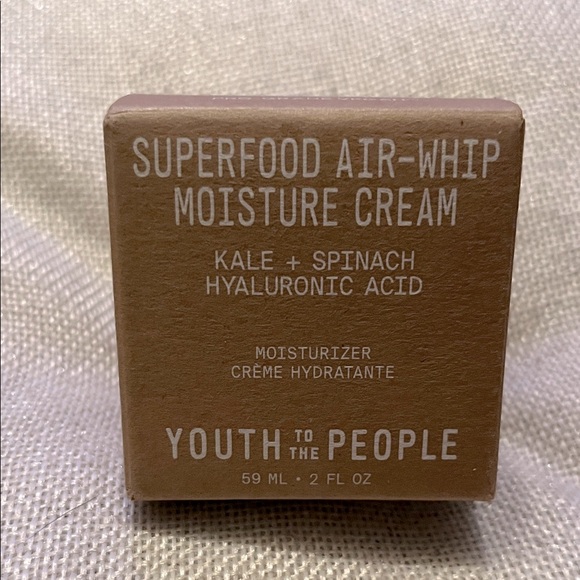 SUPERFOOD AIR-WHIP
MOISTURE CREAM
KALE + SPINACH
HYALURONIC ACID
MOISTURIZER
CRÈME HYDRATANTE
YOUTH TO THE PEOPLE
59 ML • 2 FL OZ